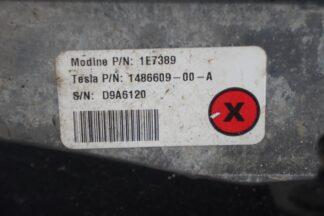 Modine P/N: 1E7389
Tesla P/N: 1486609-00-A
S/N: D9A6120
X